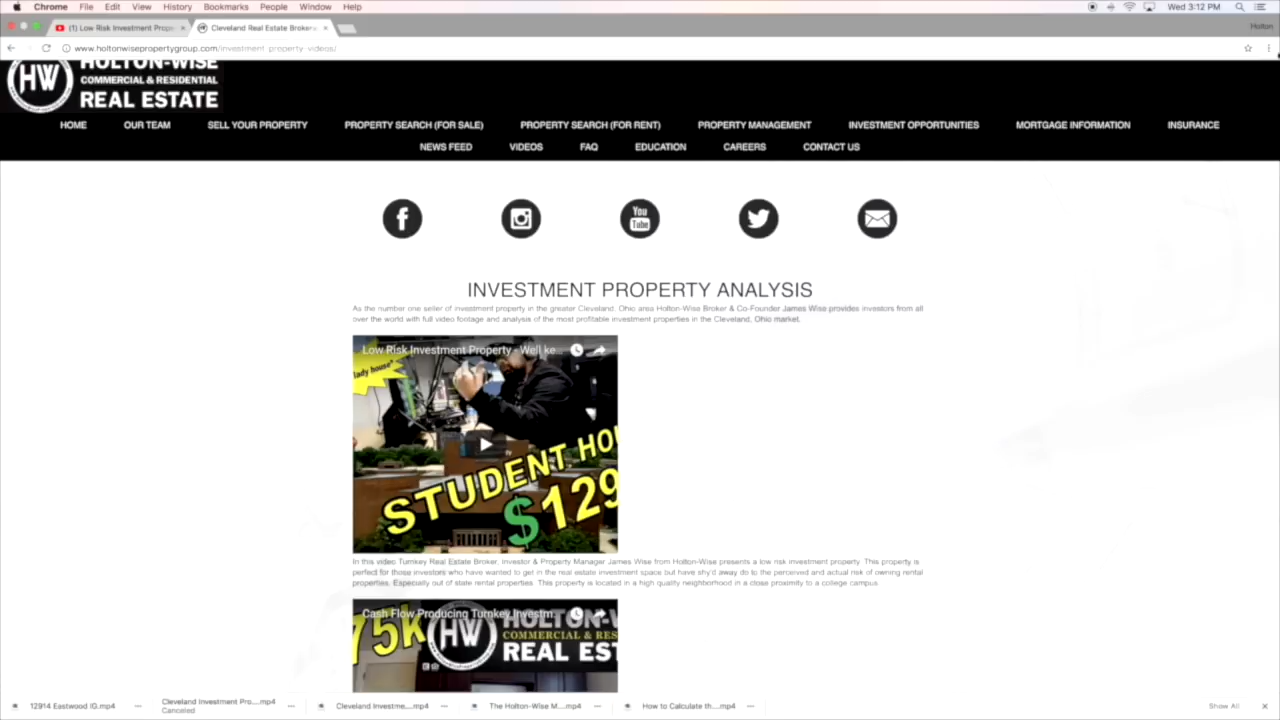 Chrome File Edit View History Bookmarks People Window Help Wed 3:12 PM
(1) Low Risk Investment Prop Cleveland Real Estate Brokers Holton
www.holtonwisepropertygroup.com/investment-property-videos/
HW HOLTON-WISE
COMMERCIAL & RESIDENTIAL
REAL ESTATE
HOME OUR TEAM SELL YOUR PROPERTY PROPERTY SEARCH (FOR SALE) PROPERTY SEARCH (FOR RENT) PROPERTY MANAGEMENT INVESTMENT OPPORTUNITIES MORTGAGE INFORMATION INSURANCE
NEWS FEED VIDEOS FAQ EDUCATION CAREERS CONTACT US
You
Tube
INVESTMENT PROPERTY ANALYSIS
As the number one seller of investment property in the greater Cleveland, Ohio area Holton-Wise Broker & Co-Founder James Wise provides investors from all
over the world with full video footage and analysis of the most profitable investment properties in the Cleveland, Ohio market.
Low Risk Investment Property - Well ke...
lady house"
STUDENT HO
$129
In this video Turnkey Real Estate Broker, Investor & Property Manager James Wise from Holton-Wise presents a low risk investment property. This property is
perfect for those investors who have wanted to get in the real estate investment space but have shy'd away do to the perceived and actual risk of owning rental
properties. Especially out of state rental properties. This property is located in a high quality neighborhood in a close proximity to a college campus.
Cash Flow Producing Turnkey Investm...
75k HW HOLTON-W
COMMERCIAL & RES
REAL EST
12914 Eastwood IG.mp4 Cleveland Investment Pro....mp4 Cleveland Investme....mp4 The Holton-Wise M....mp4 How to Calculate th....mp4 Show All
Canceled